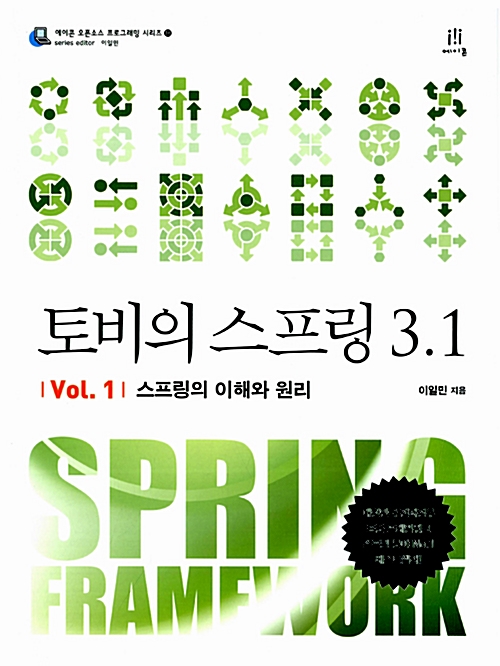 에이콘 오픈소스 프로그래밍 시리즈
series editor 이일민
에이콘
토비의 스프링 3.1
Vol. 1 스프링의 이해와 원리
이일민 지음
SPRING
FRAMEWORK